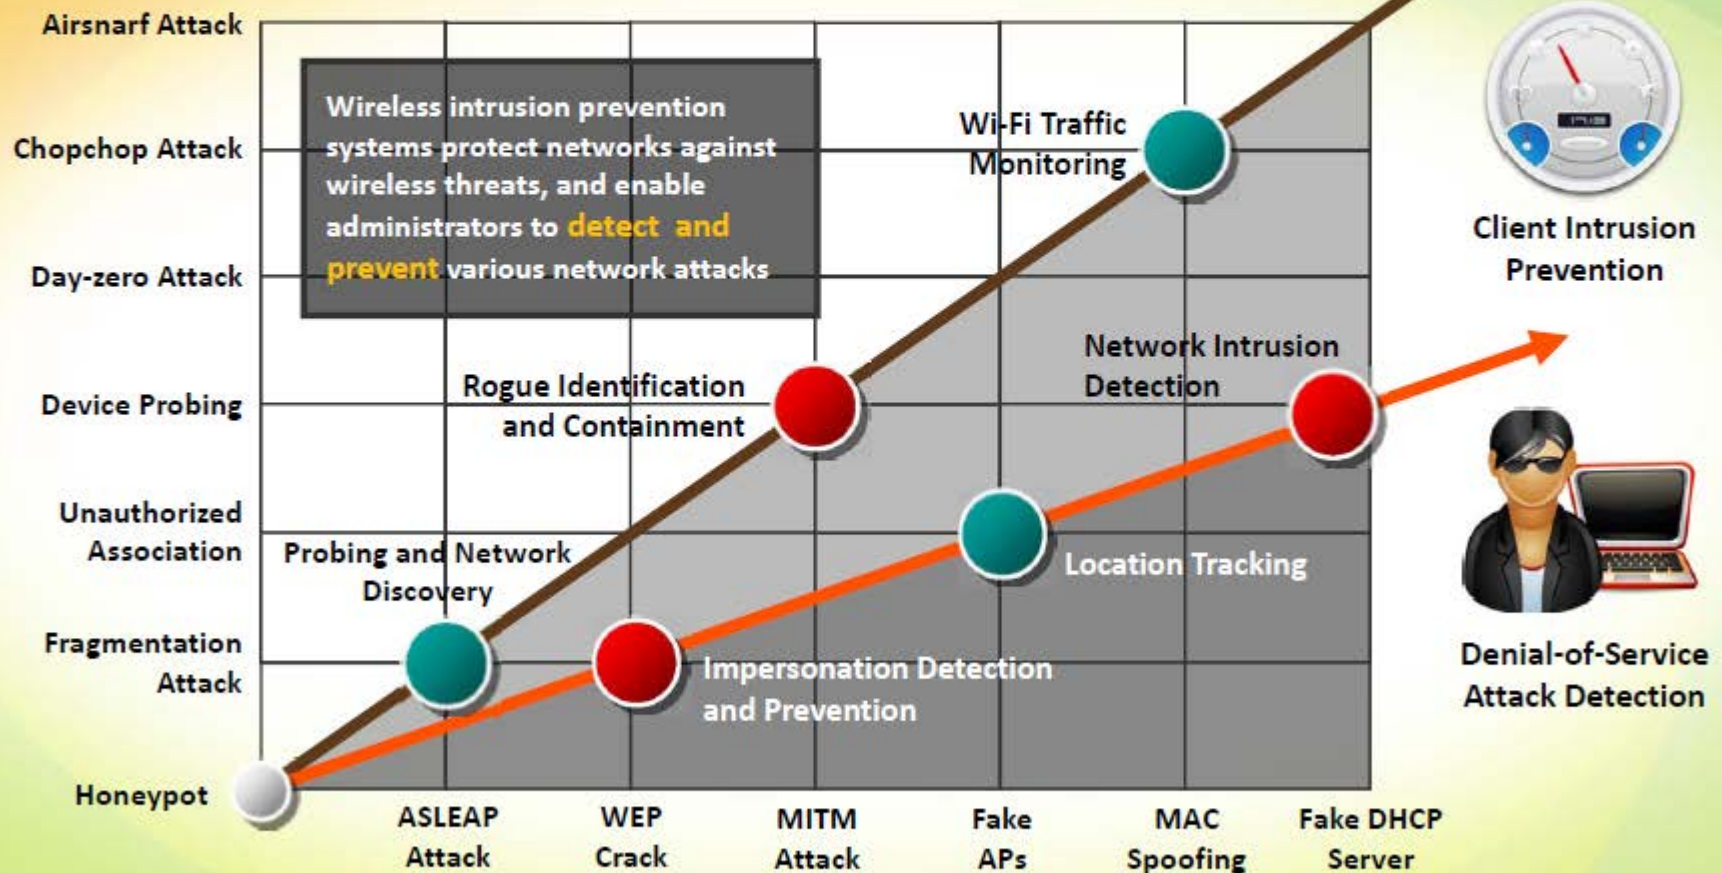 Airsnarf Attack
Chopchop Attack
Day-zero Attack
Device Probing
Unauthorized
Association
Fragmentation
Attack
Honeypot
Wireless intrusion prevention
systems protect networks against
wireless threats, and enable
administrators to detect and
prevent various network attacks
Wi-Fi Traffic
Monitoring
Rogue Identification
and Containment
Network Intrusion
Detection
Probing and Network
Discovery
Location Tracking
Impersonation Detection
and Prevention
Client Intrusion
Prevention
Denial-of-Service
Attack Detection
ASLEAP
Attack
WEP
Crack
MITM
Attack
Fake
APs
MAC
Spoofing
Fake DHCP
Server